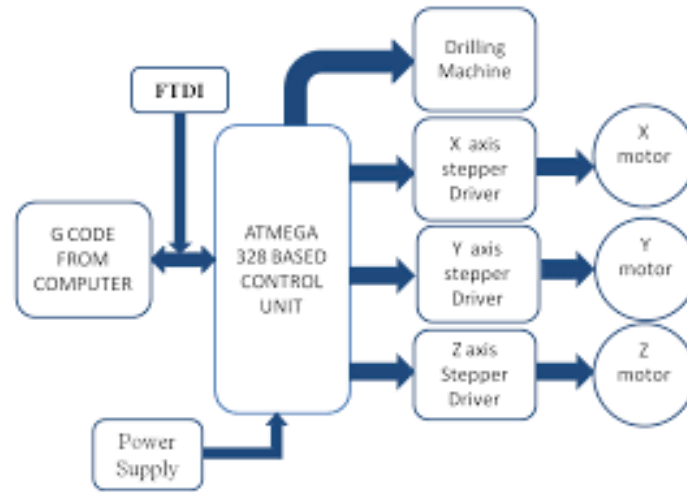 Drilling
Machine
FTDI
X axis
stepper
Driver
X
motor
G CODE
FROM
COMPUTER
ATMEGA
328 BASED
CONTROL
UNIT
Y axis
stepper
Driver
Y
motor
Z axis
Stepper
Driver
Z
motor
Power
Supply